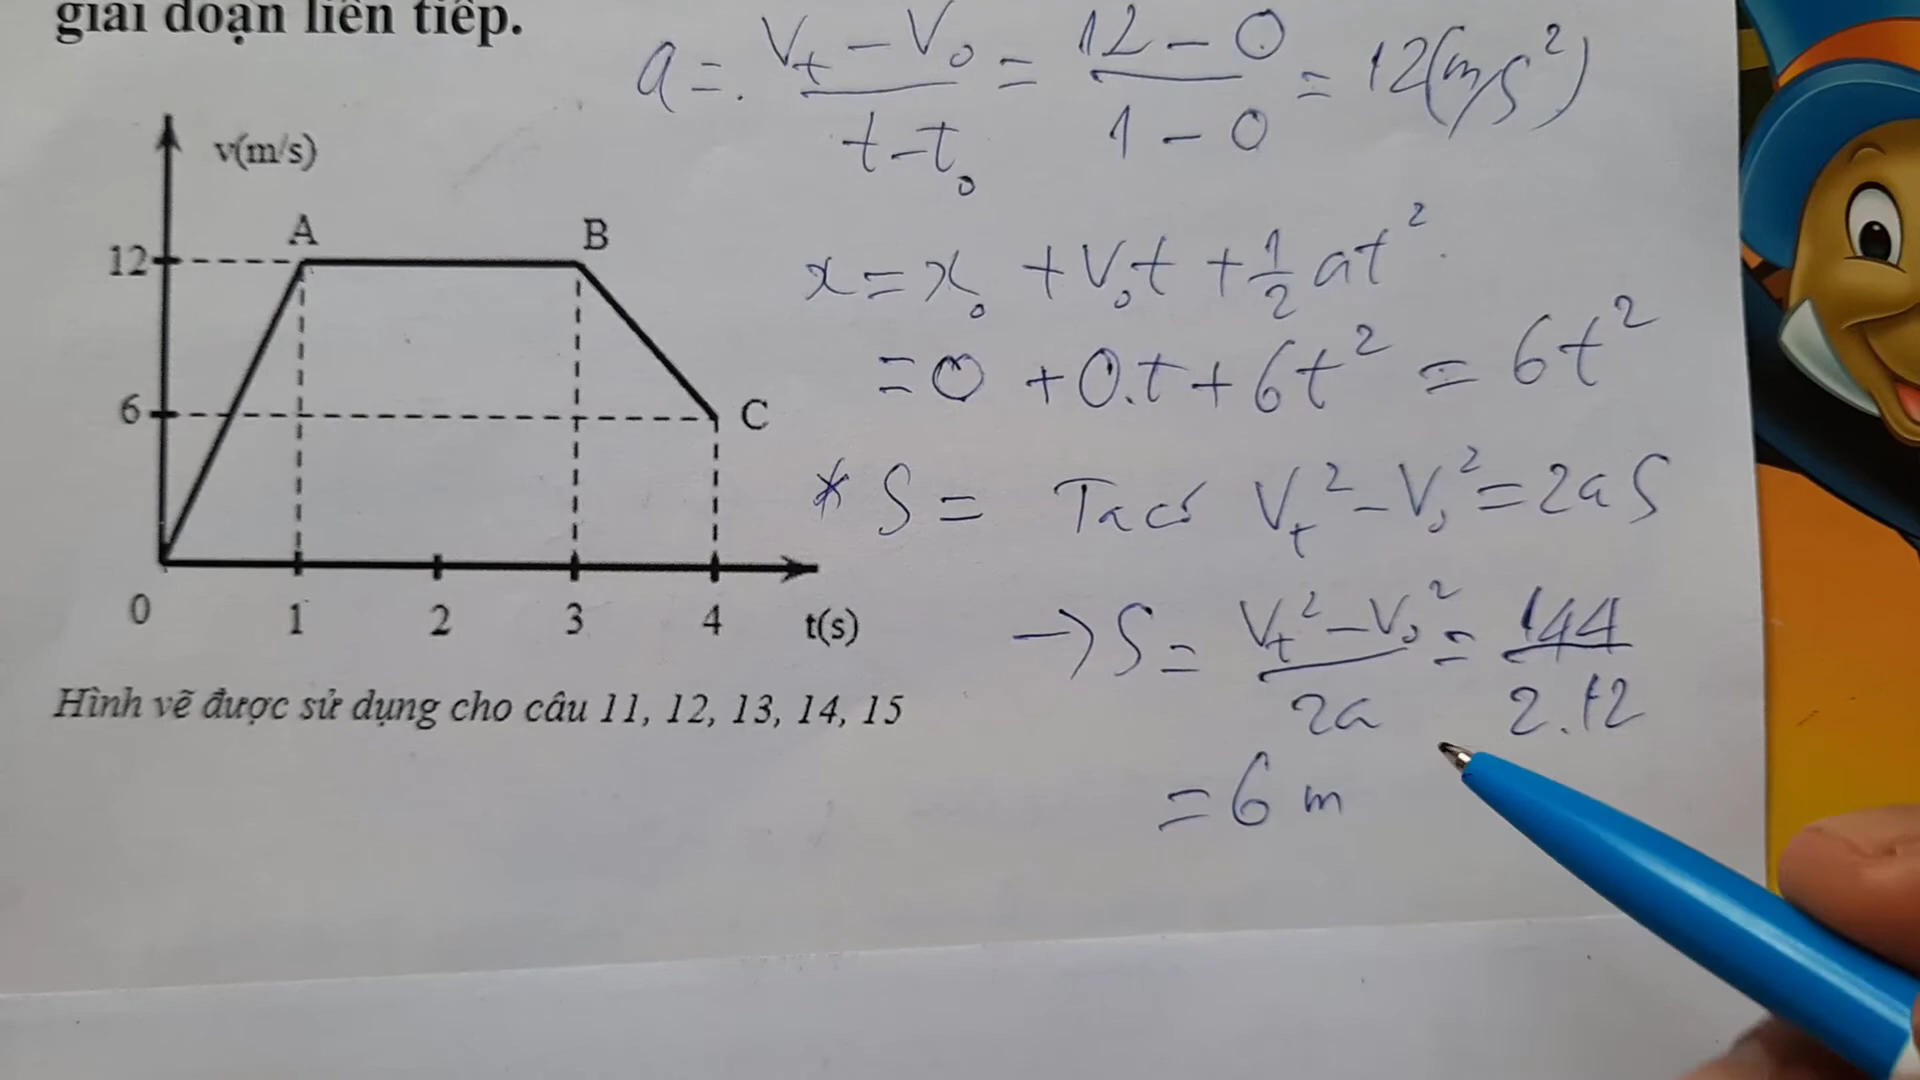 giai đoạn liên tiếp.
a = Vt - V0 / t - t0 = 12 - 0 / 1 - 0 = 12(m/s²)
v(m/s)
A
B
12
6
C
0
1
2
3
4
t(s)
Hình vẽ được sử dụng cho câu 11, 12, 13, 14, 15
x = x0 + V0t + 1/2 at²
= 0 + 0.t + 6t² = 6t²
* S = Ta có Vt² - V0² = 2aS
→ S = Vt² - V0² / 2a = 144 / 2.12
= 6 m